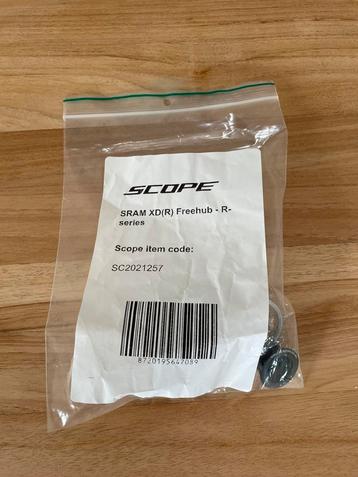 SCOPE
SRAM XD(R) Freehub - R-
series
Scope item code:
SC2021257
8720195647089